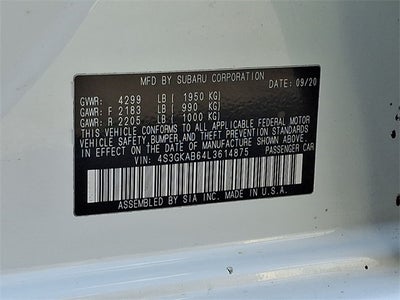 MFD BY SUBARU CORPORATION DATE: 09/20
GVWR: 4299 LB ( 1950 KG)
GAWR: F 2183 LB ( 990 KG)
GAWR: R 2205 LB ( 1000 KG)
THIS VEHICLE CONFORMS TO ALL APPLICABLE FEDERAL MOTOR
VEHICLE SAFETY, BUMPER, AND THEFT PREVENTION STANDARDS
IN EFFECT ON THE DATE OF MANUFACTURE SHOWN ABOVE.
VIN: 4S3GKAB64L3614875 PASSENGER CAR
ASSEMBLED BY SIA INC. MADE IN U.S.A.